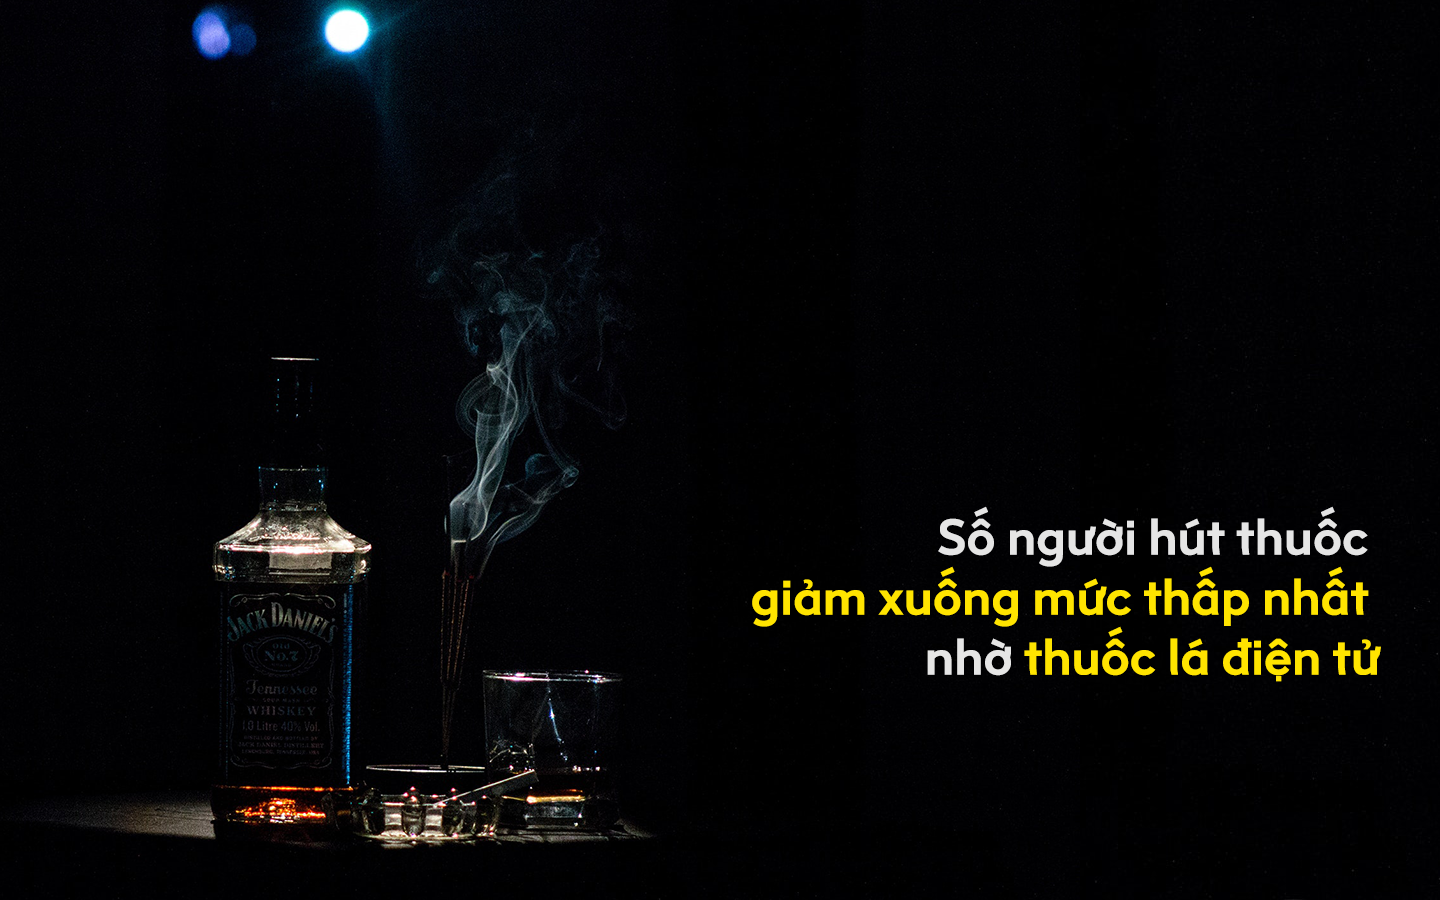 JACK DANIEL'S
Old
No.7
Tennessee
WHISKEY
1.0 Litre 40% Vol.
Số người hút thuốc
giảm xuống mức thấp nhất
nhờ thuốc lá điện tử